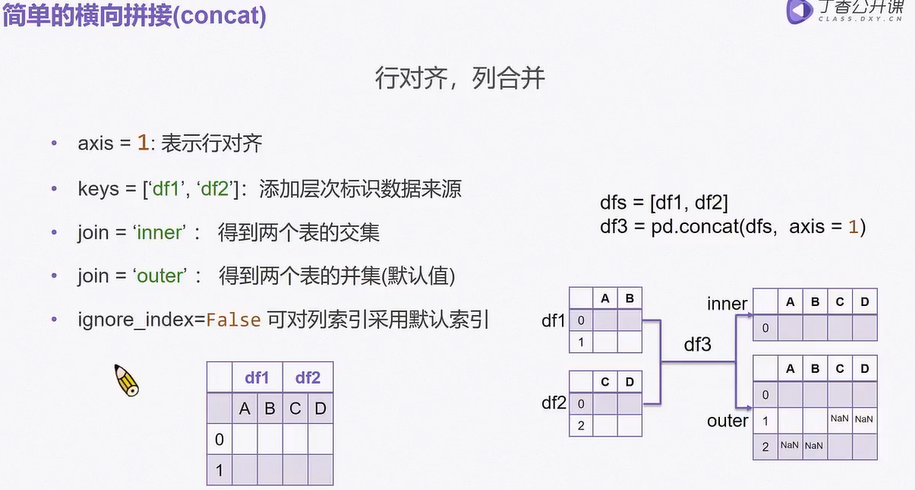 简单的横向拼接(concat)
丁香公开课
CLASS.DXY.CN
行对齐，列合并
• axis = 1: 表示行对齐
• keys = [‘df1’, ‘df2’]： 添加层次标识数据来源
• join = ‘inner’ ： 得到两个表的交集
• join = ‘outer’ ： 得到两个表的并集(默认值)
• ignore_index=False 可对列索引采用默认索引
df1 df2
A B C D
0
1
dfs = [df1, df2]
df3 = pd.concat(dfs, axis = 1)
df1
A B
0
1
df2
C D
0
2
df3
inner
A B C D
0
outer
A B C D
0
1 NaN NaN
2 NaN NaN